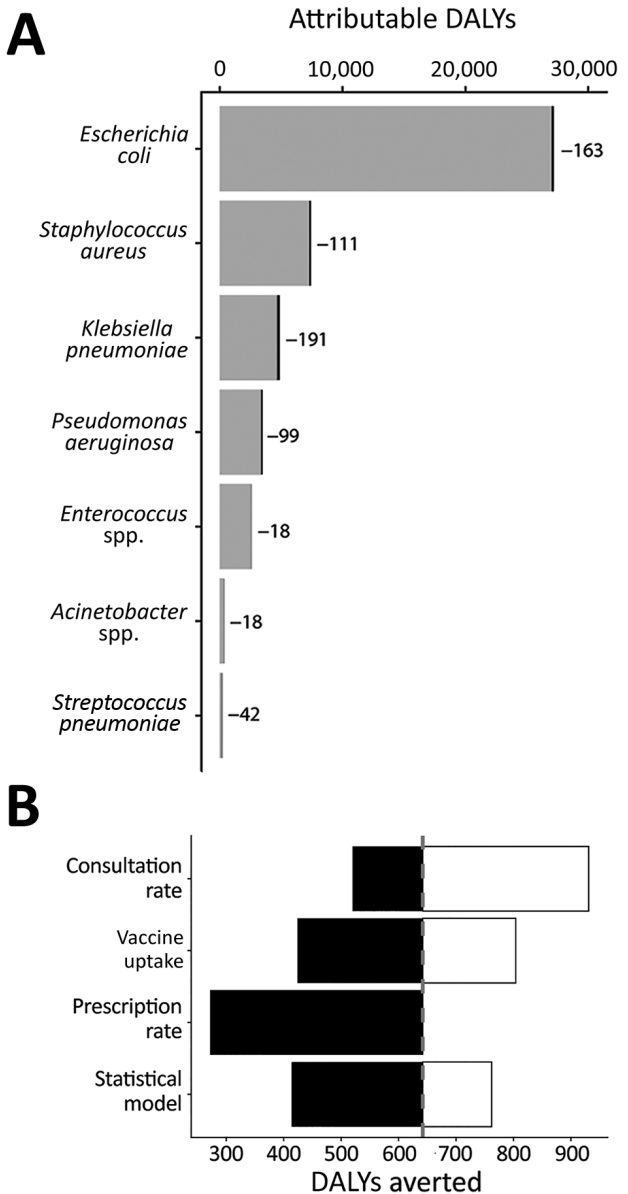 A
Attributable DALYs
0 10,000 20,000 30,000
Escherichia
coli
–163
Staphylococcus
aureus
–111
Klebsiella
pneumoniae
–191
Pseudomonas
aeruginosa
–99
Enterococcus
spp.
–18
Acinetobacter
spp.
–18
Streptococcus
pneumoniae
–42
B
Consultation
rate
Vaccine
uptake
Prescription
rate
Statistical
model
300 400 500 600 700 800 900
DALYs averted